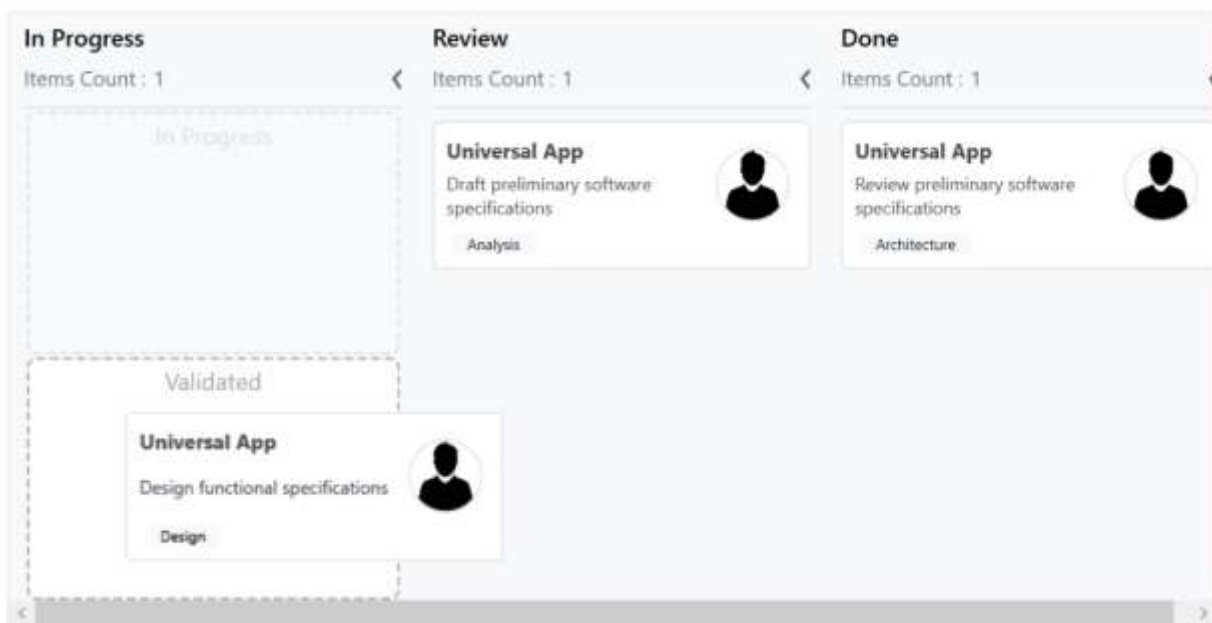 In Progress
Items Count : 1
In Progress
Validated
Universal App
Design functional specifications
Design
Review
Items Count : 1
Universal App
Draft preliminary software
specifications
Analysis
Done
Items Count : 1
Universal App
Review preliminary software
specifications
Architecture